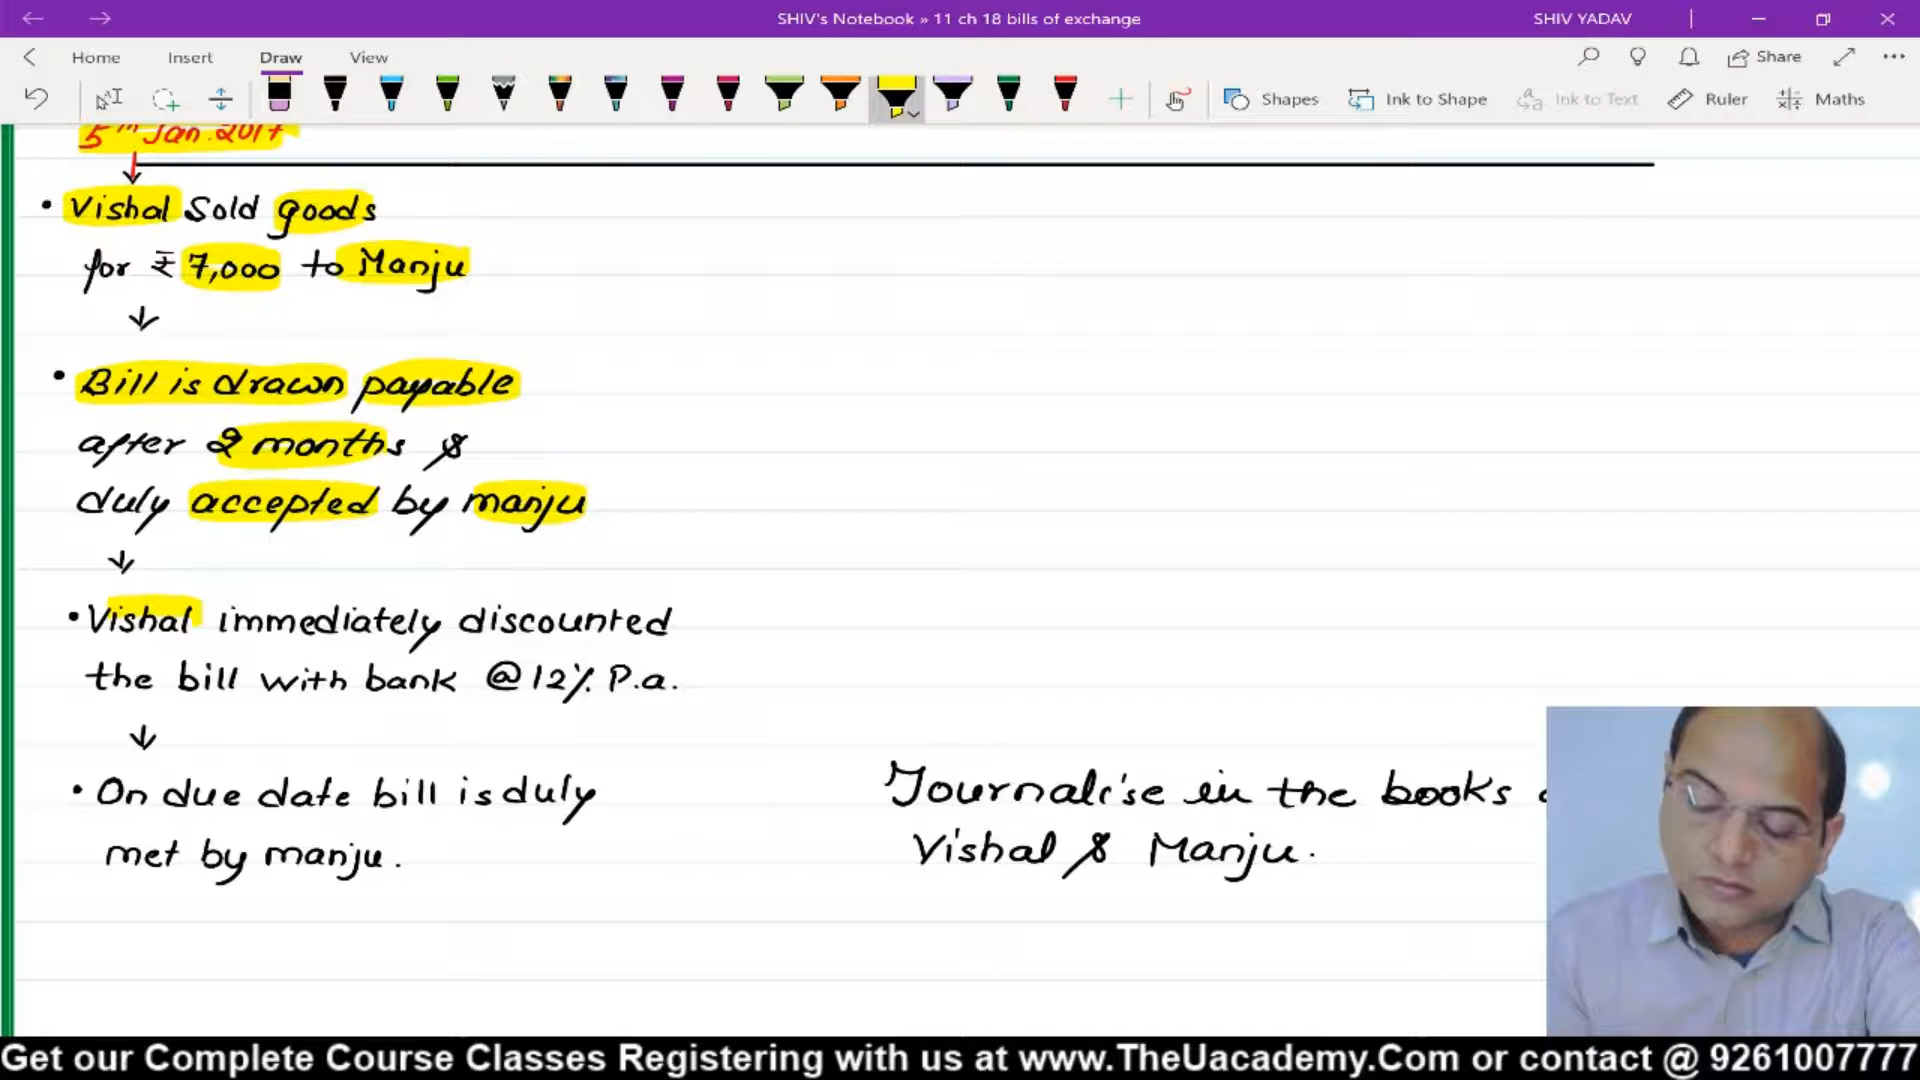 SHIV's Notebook » 11 ch 18 bills of exchange
SHIV YADAV
Home Insert Draw View
Share
Shapes Ink to Shape Ink to Text Ruler Maths
5th Jan. 2017
• Vishal Sold goods
for ₹ 7,000 to Manju
• Bill is drawn payable
after 2 months &
duly accepted by manju
• Vishal immediately discounted
the bill with bank @ 12% P.a.
• On due date bill is duly
met by manju.
Journalise in the books
Vishal & Manju.
Get our Complete Course Classes Registering with us at www.TheUacademy.Com or contact @ 9261007777